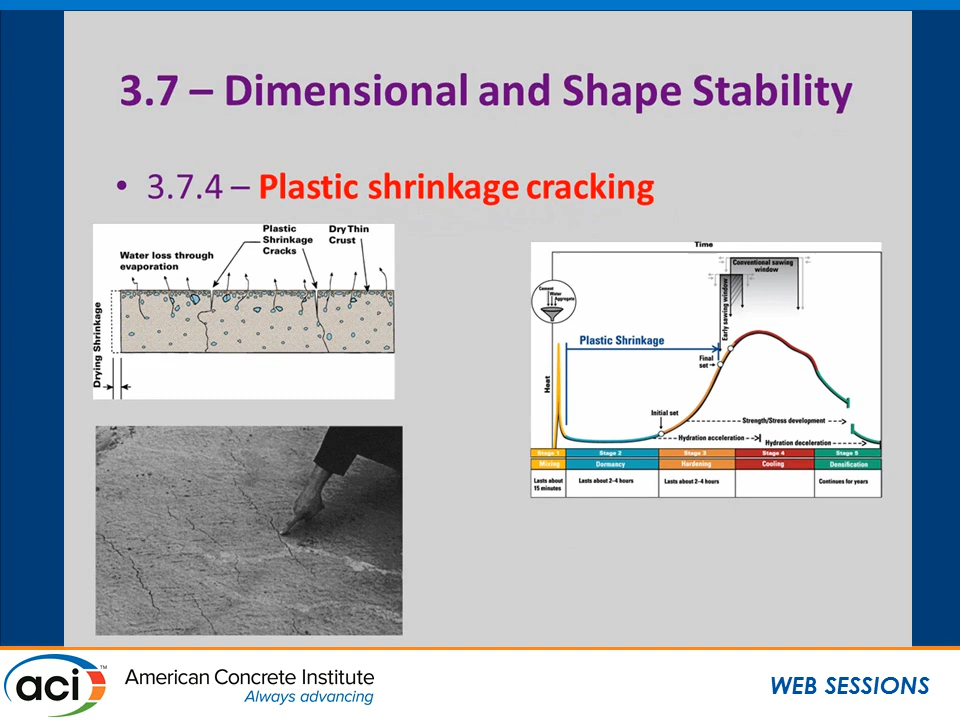 3.7 – Dimensional and Shape Stability
• 3.7.4 – Plastic shrinkage cracking
Plastic
Shrinkage
Cracks
Dry Thin
Crust
Water loss through
evaporation
Drying Shrinkage
Time
Conventional sawing
window
Early sawing window
Cement
Water
Aggregate
Plastic Shrinkage
Final
set
Heat
Initial set
Strength/Stress development
Hydration acceleration
Hydration deceleration
Stage 1
Stage 2
Stage 3
Stage 4
Stage 5
Mixing
Dormancy
Hardening
Cooling
Densification
Lasts about
15 minutes
Lasts about 2–4 hours
Lasts about 2–4 hours
Continues for years
aci™
American Concrete Institute
Always advancing
WEB SESSIONS